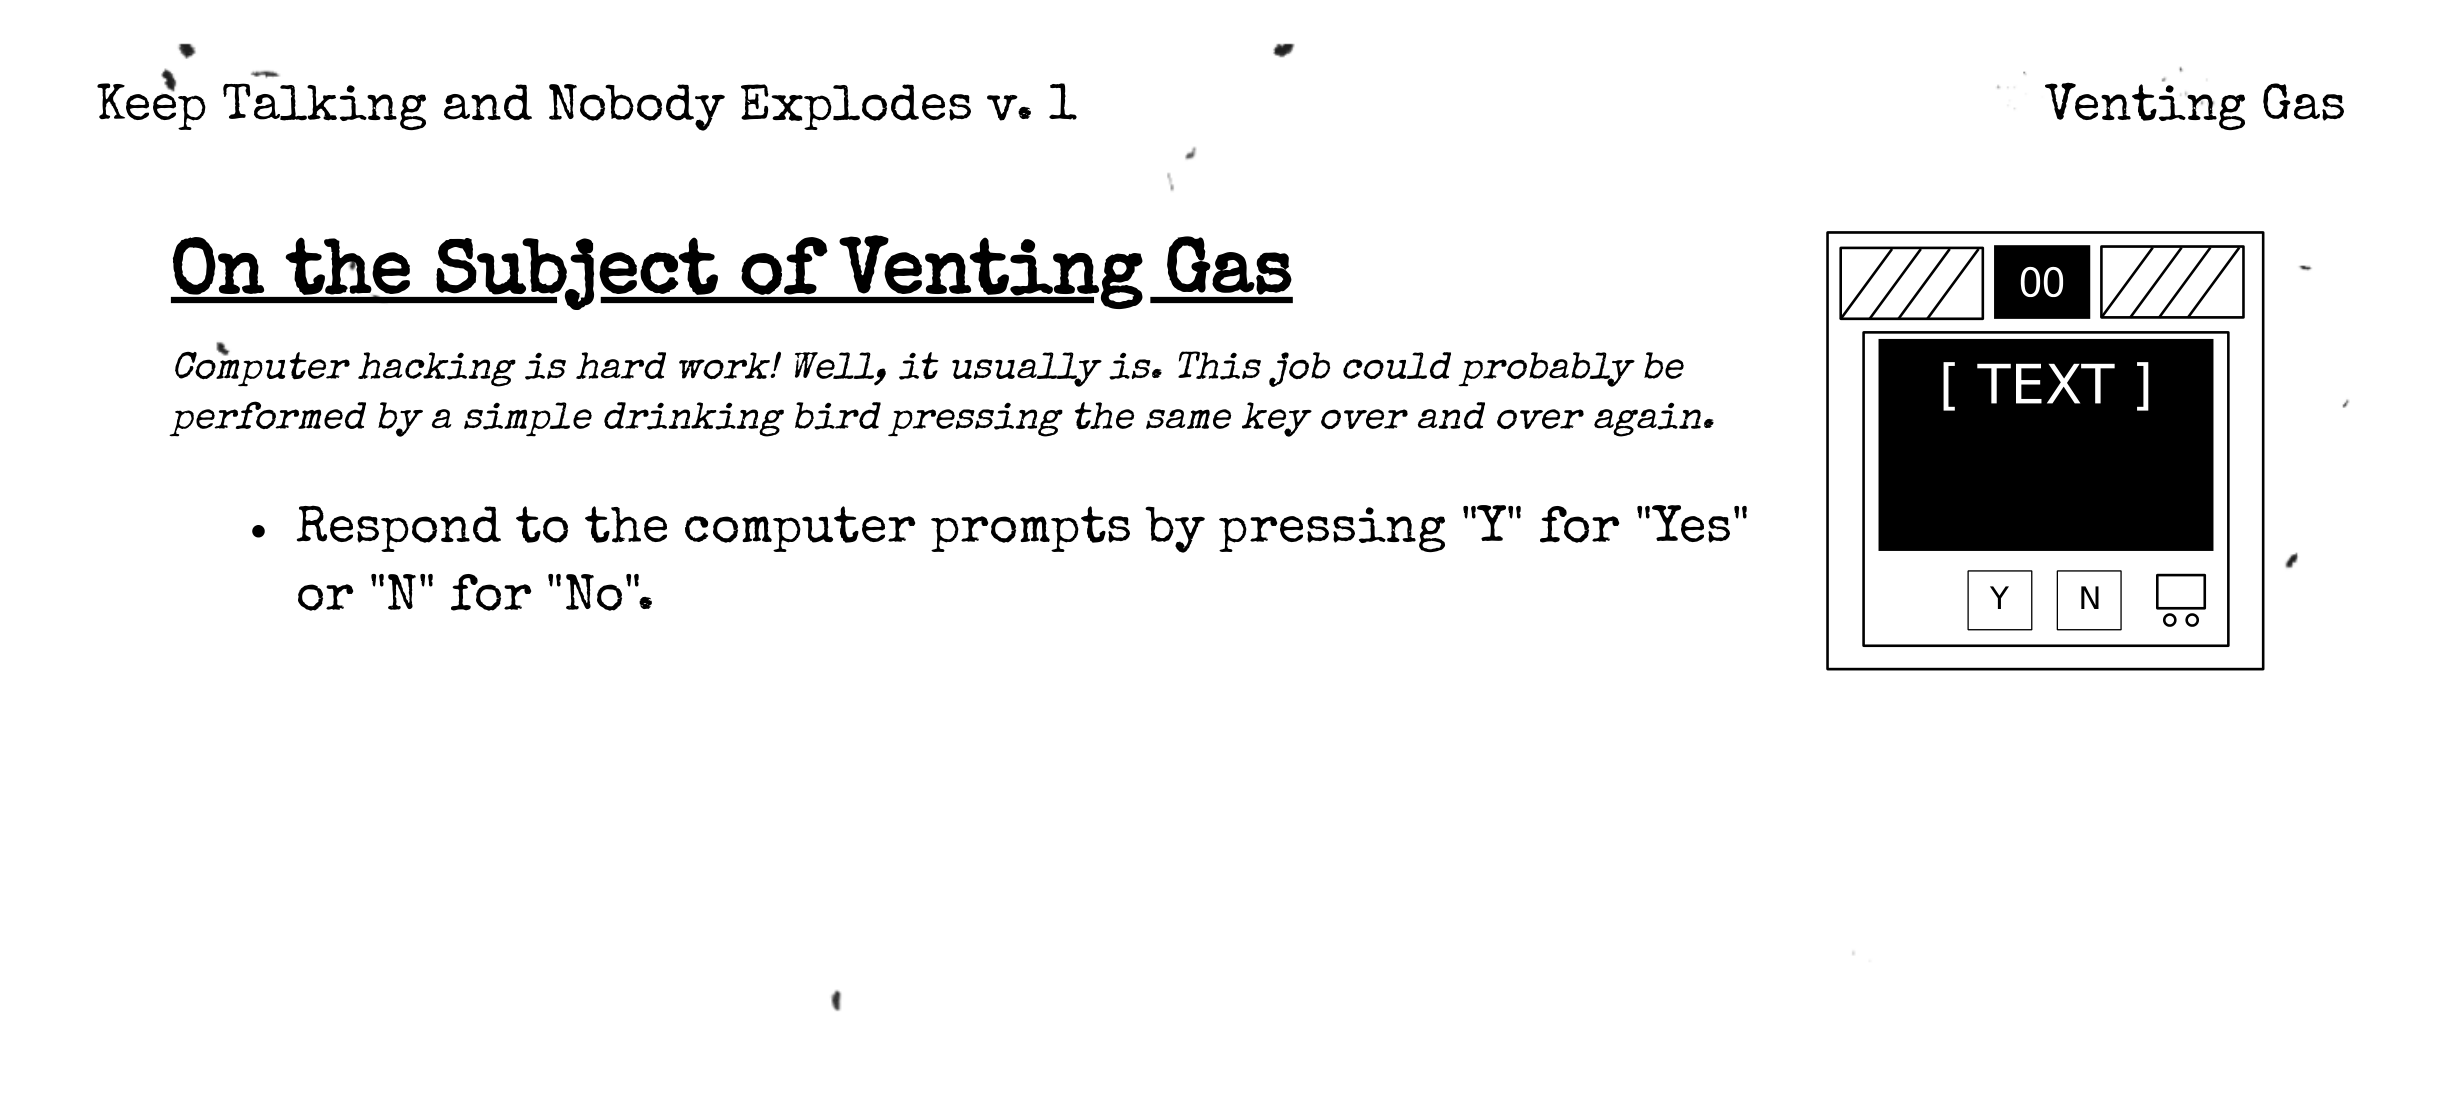 Keep Talking and Nobody Explodes v. 1
Venting Gas
On the Subject of Venting Gas
Computer hacking is hard work! Well, it usually is. This job could probably be
performed by a simple drinking bird pressing the same key over and over again.
• Respond to the computer prompts by pressing "Y" for "Yes"
or "N" for "No".
00
[ TEXT ]
Y N